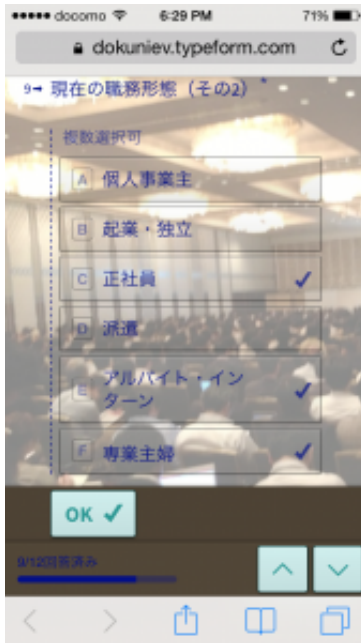 docomo 6:29 PM 71%
dokuniev.typeform.com
9→ 現在の職務形態（その2） *
複数選択可
A 個人事業主
B 起業・独立
C 正社員
D 派遣
E アルバイト・イン
ターン
F 専業主婦
OK
9/12回答済み